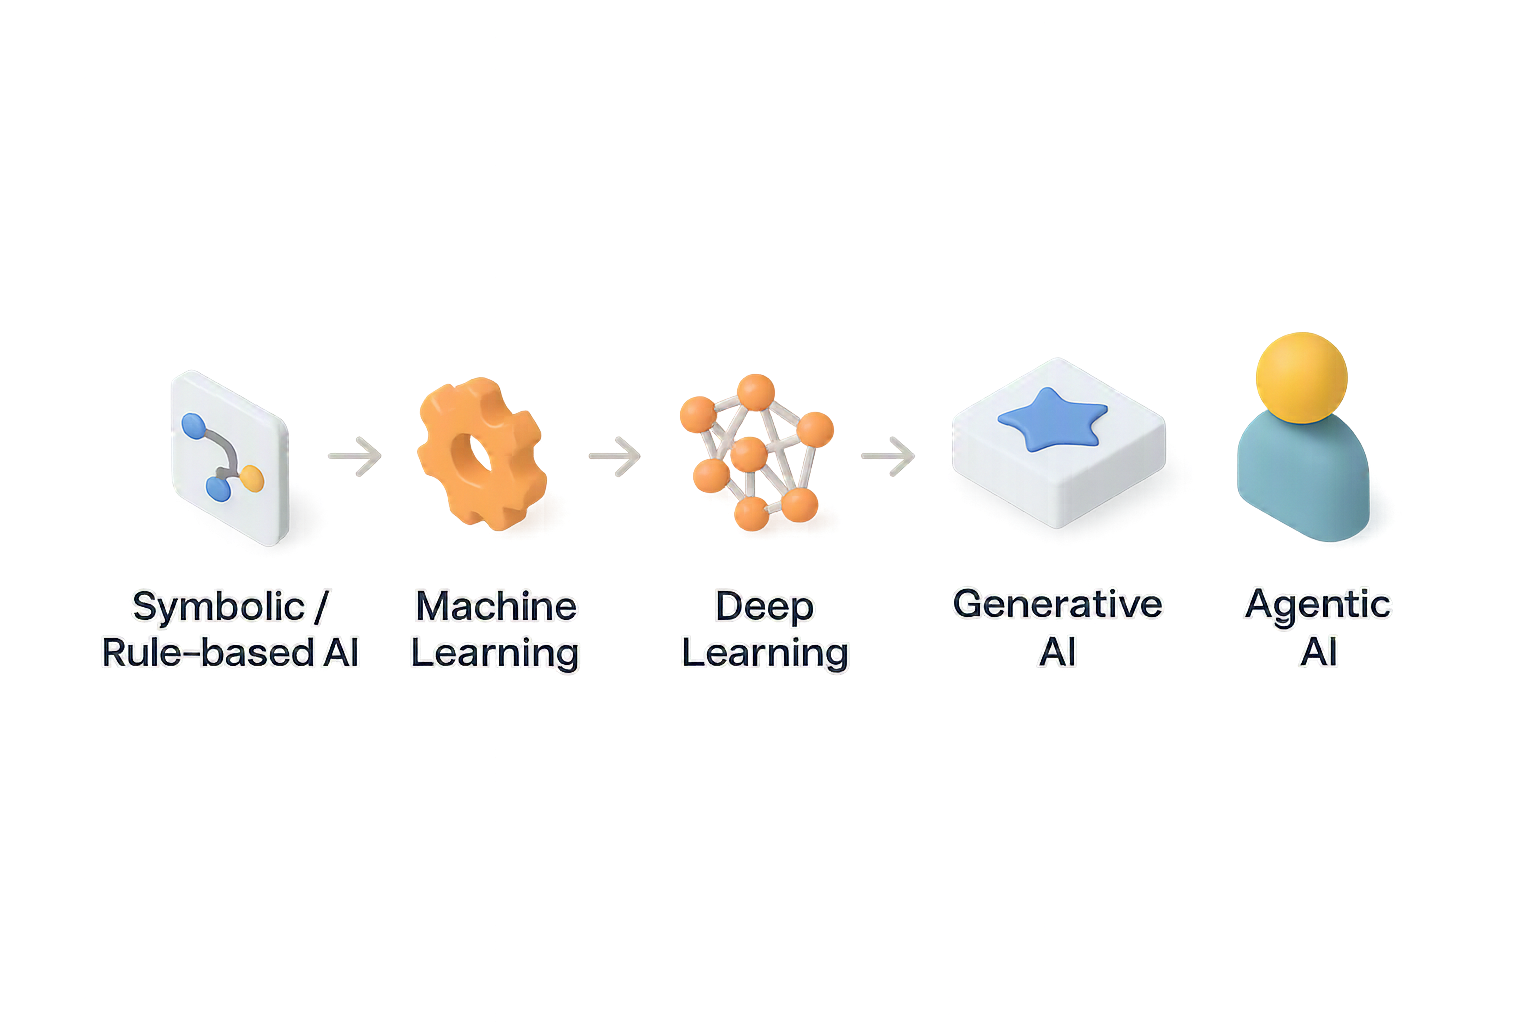 Symbolic /
Rule-based AI
Machine
Learning
Deep
Learning
Generative
AI
Agentic
AI